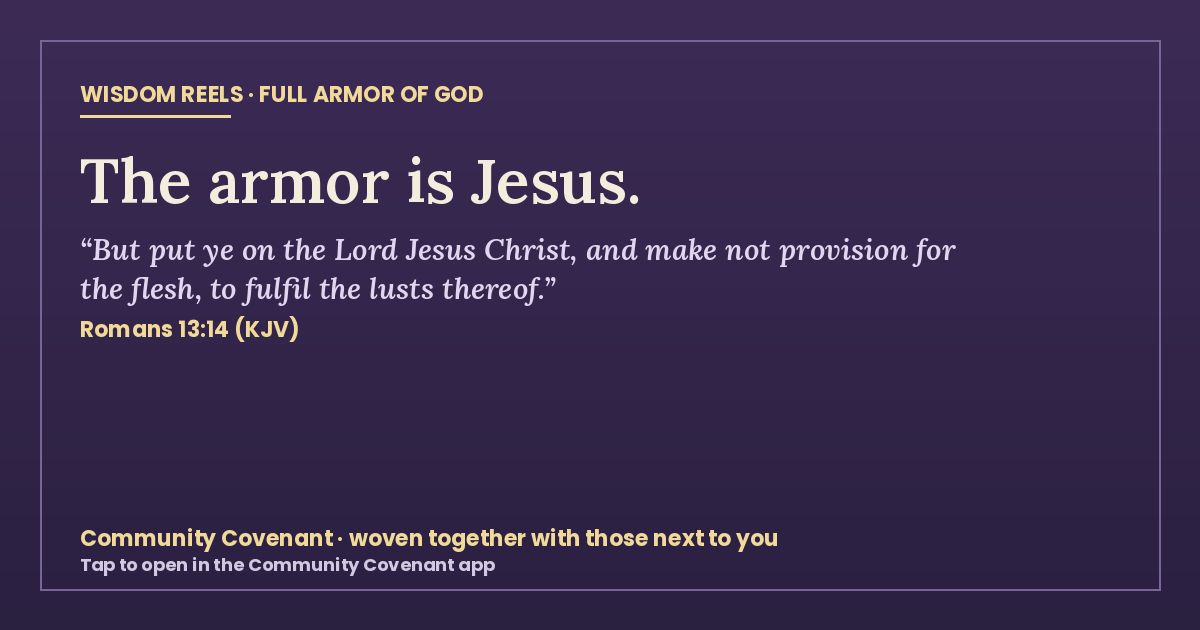 WISDOM REELS · FULL ARMOR OF GOD
The armor is Jesus.
“But put ye on the Lord Jesus Christ, and make not provision for
the flesh, to fulfil the lusts thereof.”
Romans 13:14 (KJV)
Community Covenant · woven together with those next to you
Tap to open in the Community Covenant app